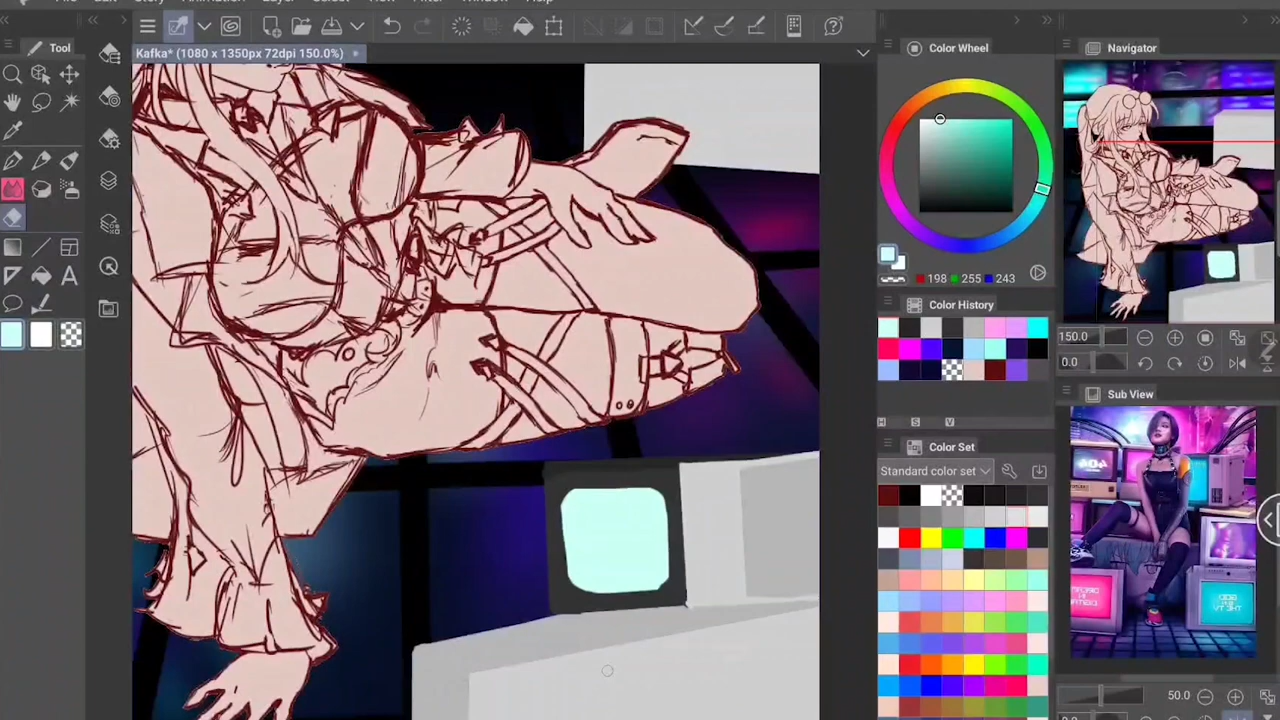 Tool
Kafka* (1080 x 1350px 72dpi 150.0%)
Color Wheel
198 255 243
Color History
H S V
Color Set
Standard color set
A
Navigator
150.0
0.0
Sub View
404
50.0